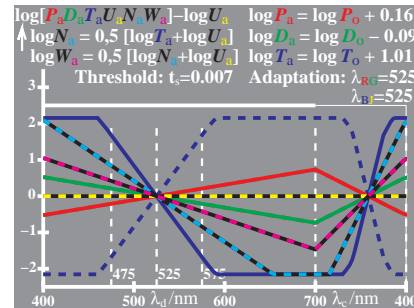 log[PaDaTaUaNaWa]–logUa logPa= logPo + 0.16
logNa = 0,5 [logTa+logUa] logDa= logDo - 0.09
logWa = 0,5 [logNa+logUa] logTa= logTo + 1.01
Threshold: ts=0.007 Adaptation: λRG=525
λBJ=525
3
2
1
0
−1
−2
475 525 575
400 500 λd/nm 600 700 λc/nm 400